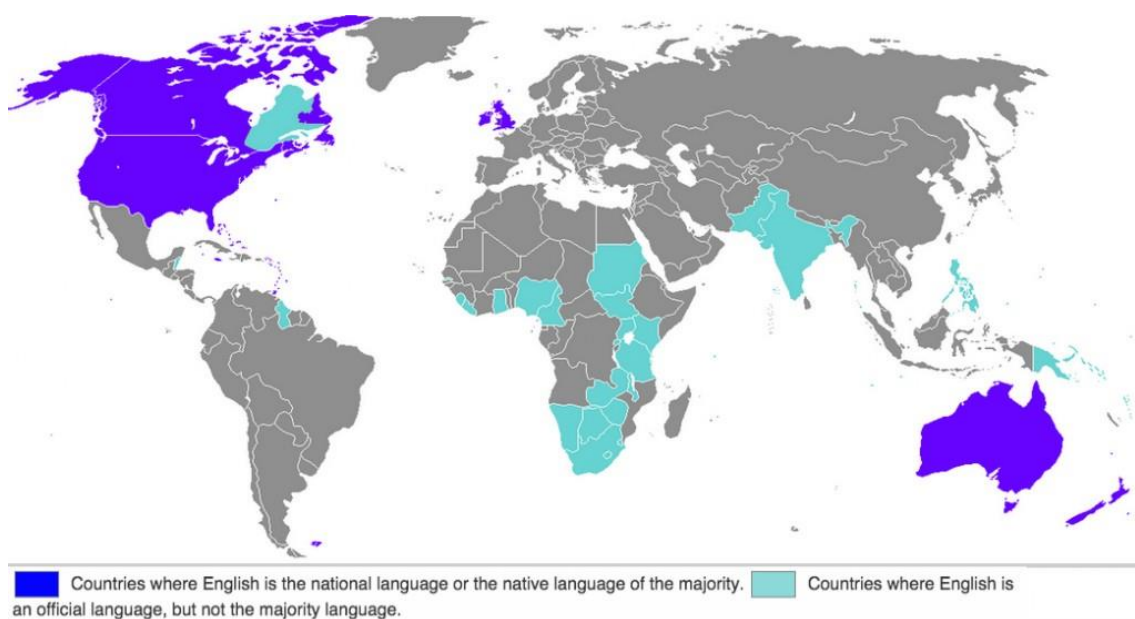 Countries where English is the national language or the native language of the majority. Countries where English is
an official language, but not the majority language.